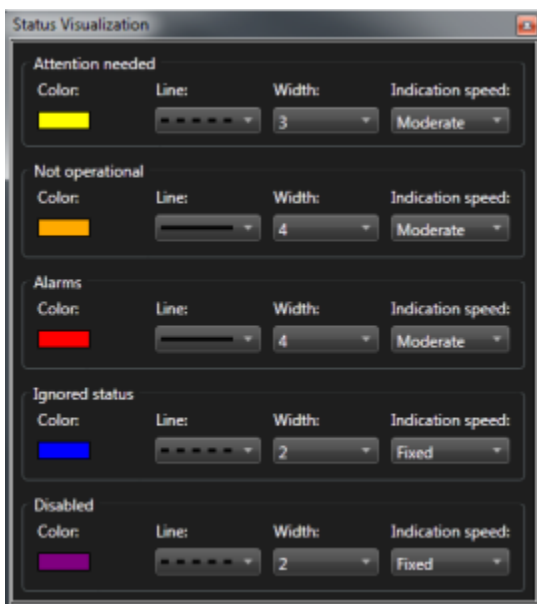 Status Visualization
Attention needed
Color: Line: Width: Indication speed:
3 Moderate
Not operational
Color: Line: Width: Indication speed:
4 Moderate
Alarms
Color: Line: Width: Indication speed:
4 Moderate
Ignored status
Color: Line: Width: Indication speed:
2 Fixed
Disabled
Color: Line: Width: Indication speed:
2 Fixed